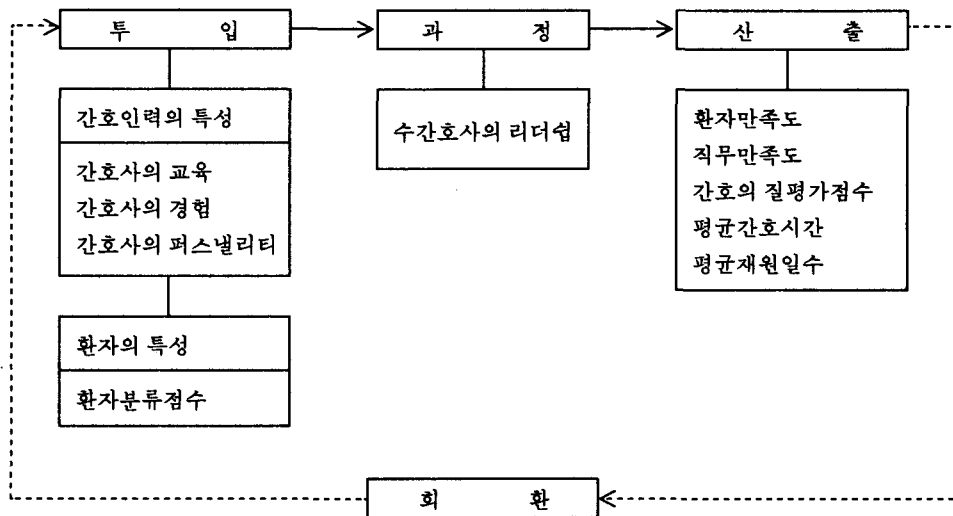 투 입
과 정
산 출
간호인력의 특성
간호사의 교육
간호사의 경험
간호사의 퍼스낼리티
환자의 특성
환자분류점수
수간호사의 리더쉽
환자만족도
직무만족도
간호의 질평가점수
평균간호시간
평균재원일수
회 환